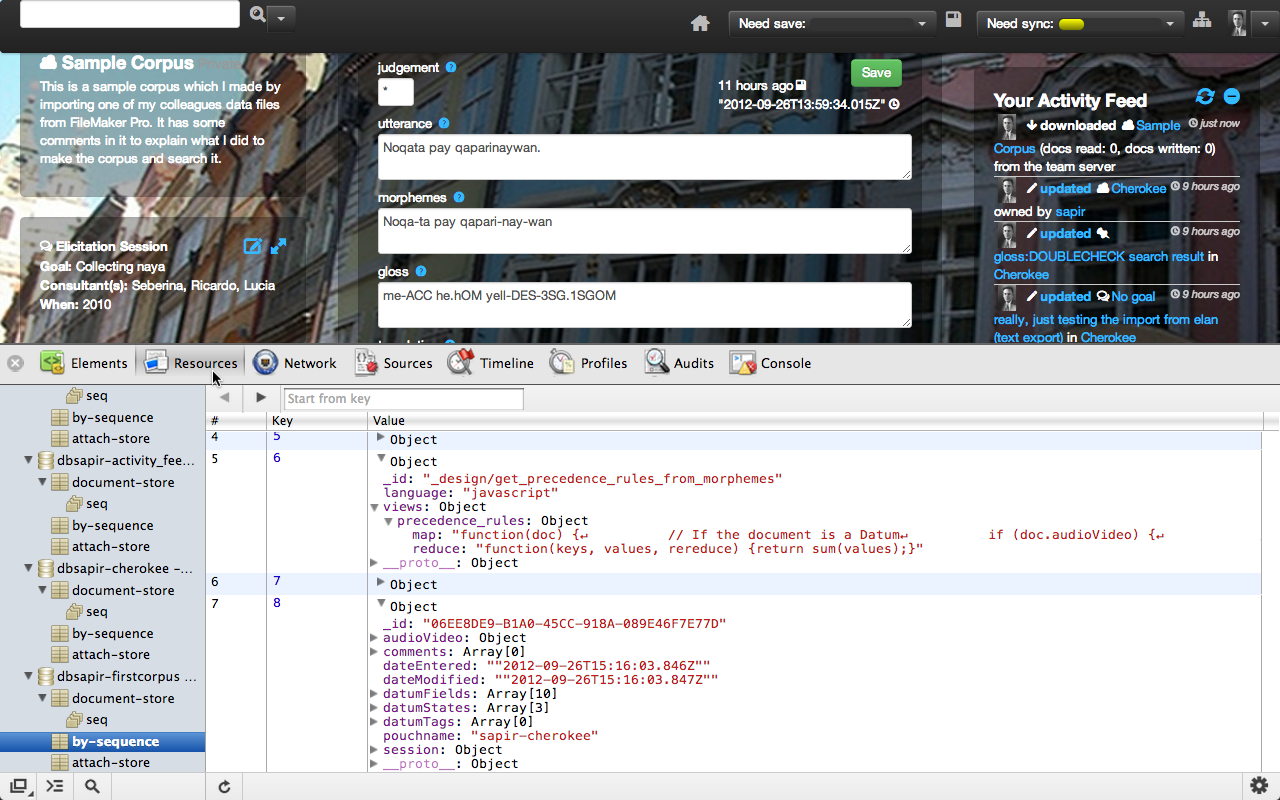 Need save:
Need sync:
Sample Corpus Private
This is a sample corpus which I made by
importing one of my colleagues data files
from FileMaker Pro. It has some
comments in it to explain what I did to
make the corpus and search it.
Elicitation Session
Goal: Collecting naya
Consultant(s): Seberina, Ricardo, Lucia
When: 2010
judgement
*
11 hours ago
"2012-09-26T13:59:34.015Z"
Save
utterance
Noqata pay qaparinaywan.
morphemes
Noqa-ta pay qapari-nay-wan
gloss
me-ACC he.hOM yell-DES-3SG.1SGOM
Your Activity Feed
downloaded Sample just now
Corpus (docs read: 0, docs written: 0)
from the team server
updated Cherokee 9 hours ago
owned by sapir
updated 9 hours ago
gloss:DOUBLECHECK search result in
Cherokee
updated No goal 9 hours ago
really, just testing the import from elan
(text export) in Cherokee
Elements Resources Network Sources Timeline Profiles Audits Console
seq
by-sequence
attach-store
dbsapir-activity_fee...
document-store
seq
by-sequence
attach-store
dbsapir-cherokee –...
document-store
seq
by-sequence
attach-store
dbsapir-firstcorpus ...
document-store
seq
by-sequence
attach-store
Start from key
# Key Value
4 5 Object
5 6 Object
_id: "_design/get_precedence_rules_from_morphemes"
language: "javascript"
views: Object
precedence_rules: Object
map: "function(doc) {↵ // If the document is a Datum↵ if (doc.audioVideo) {↵
reduce: "function(keys, values, rereduce) {return sum(values);}"
__proto__: Object
6 7 Object
7 8 Object
_id: "06EE8DE9-B1A0-45CC-918A-089E46F7E77D"
audioVideo: Object
comments: Array[0]
dateEntered: ""2012-09-26T15:16:03.846Z""
dateModified: ""2012-09-26T15:16:03.847Z""
datumFields: Array[10]
datumStates: Array[3]
datumTags: Array[0]
pouchname: "sapir-cherokee"
session: Object
__proto__: Object